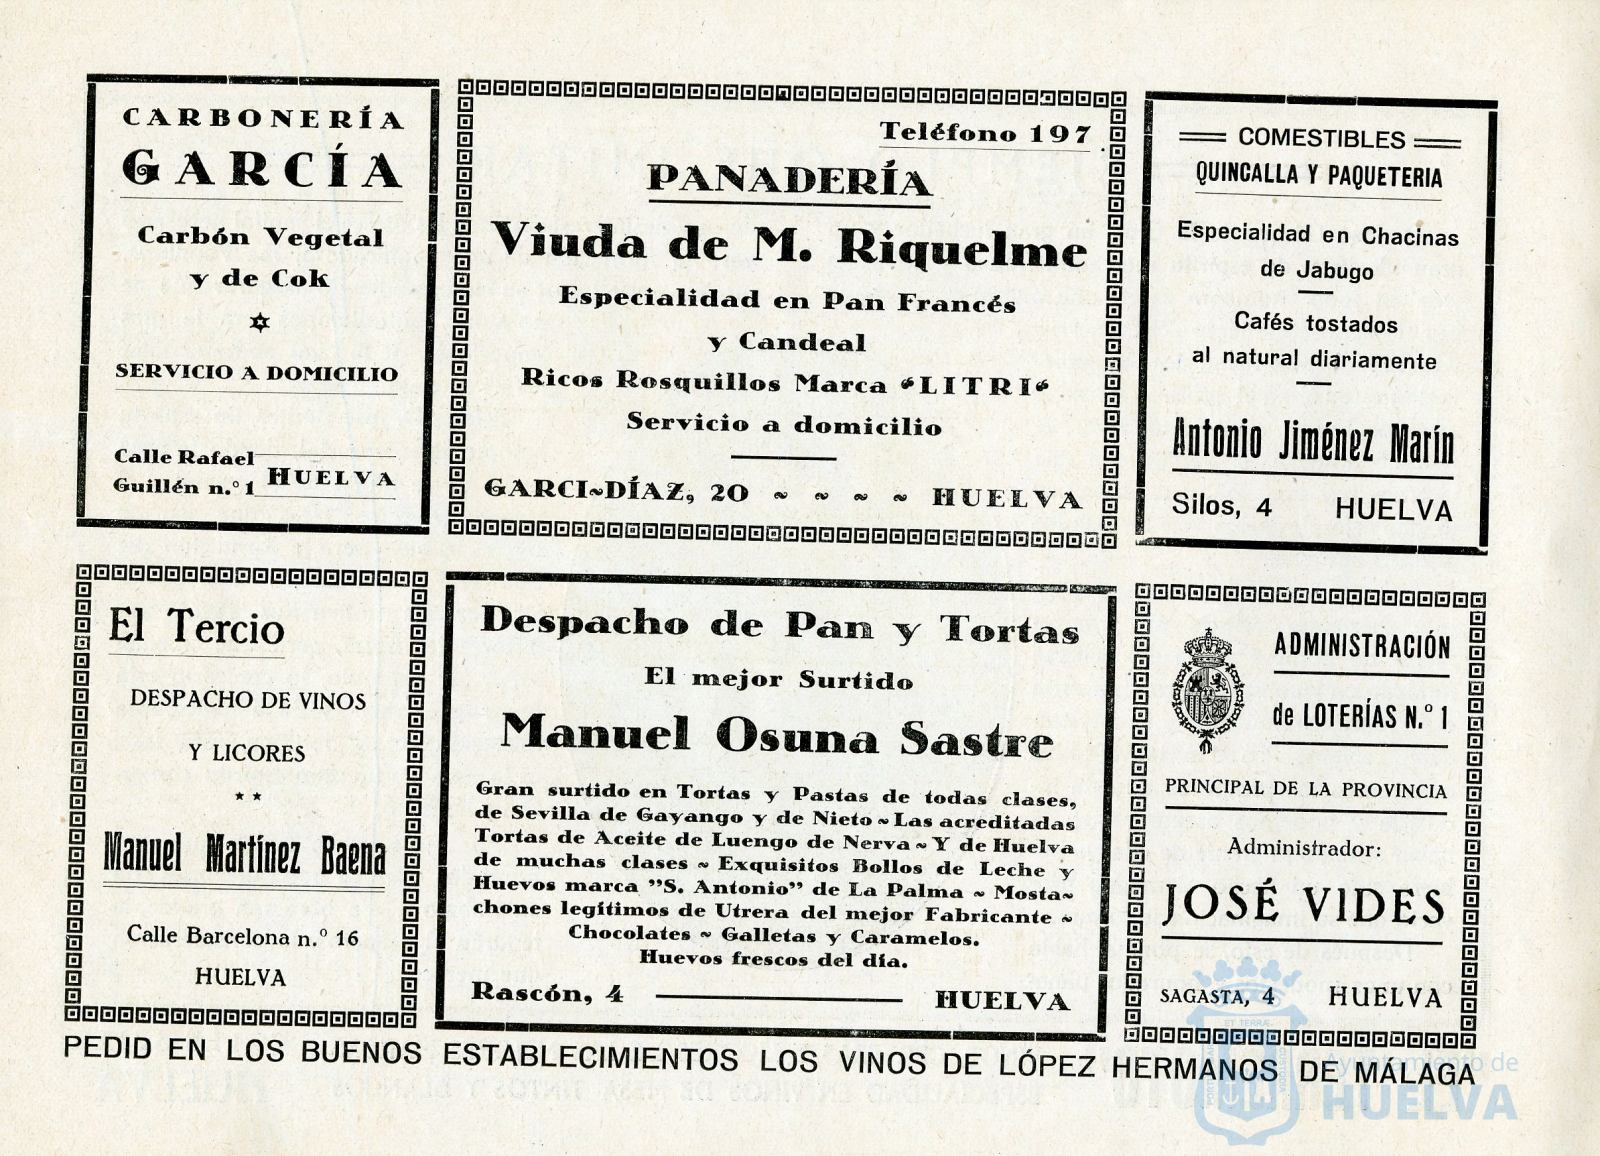 CARBONERÍA
GARCÍA
Carbón Vegetal
y de Cok
SERVICIO A DOMICILIO
Calle Rafael
Guillén n.º 1 HUELVA
Teléfono 197
PANADERÍA
Viuda de M. Riquelme
Especialidad en Pan Francés
y Candeal
Ricos Rosquillos Marca "LITRI"
Servicio a domicilio
GARCI~DÍAZ, 20 ~ ~ ~ ~ HUELVA
COMESTIBLES
QUINCALLA Y PAQUETERIA
Especialidad en Chacinas
de Jabugo
Cafés tostados
al natural diariamente
Antonio Jiménez Marín
Silos, 4 HUELVA
El Tercio
DESPACHO DE VINOS
Y LICORES
Manuel Martínez Baena
Calle Barcelona n.º 16
HUELVA
Despacho de Pan y Tortas
El mejor Surtido
Manuel Osuna Sastre
Gran surtido en Tortas y Pastas de todas clases,
de Sevilla de Gayango y de Nieto ~ Las acreditadas
Tortas de Aceite de Luengo de Nerva ~ Y de Huelva
de muchas clases ~ Exquisitos Bollos de Leche y
Huevos marca "S. Antonio" de La Palma ~ Mosta~
chones legítimos de Utrera del mejor Fabricante ~
Chocolates ~ Galletas y Caramelos.
Huevos frescos del día.
Rascón, 4 HUELVA
ADMINISTRACIÓN
de LOTERÍAS N.º 1
PRINCIPAL DE LA PROVINCIA
Administrador:
JOSÉ VIDES
SAGASTA, 4 HUELVA
PEDID EN LOS BUENOS ESTABLECIMIENTOS LOS VINOS DE LÓPEZ HERMANOS DE MÁLAGA
Ayuntamiento de
HUELVA